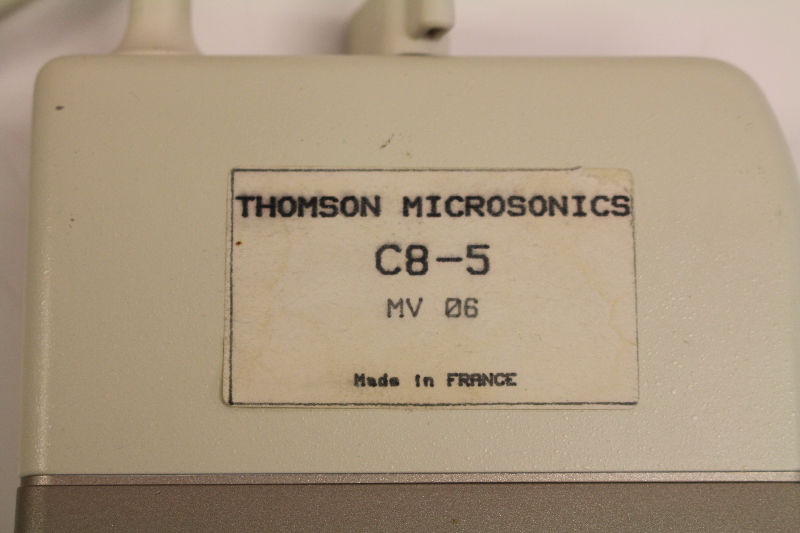 THOMSON MICROSONICS
C8-5
MV 06
Made in FRANCE